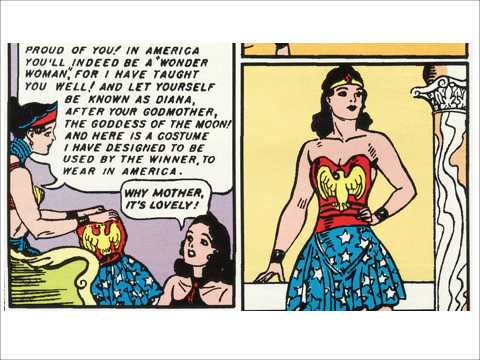 PROUD OF YOU! IN AMERICA
YOU'LL INDEED BE A "WONDER
WOMAN", FOR I HAVE TAUGHT
YOU WELL! AND LET YOURSELF
BE KNOWN AS DIANA,
AFTER YOUR GODMOTHER,
THE GODDESS OF THE MOON!
AND HERE IS A COSTUME
I HAVE DESIGNED TO BE
USED BY THE WINNER, TO
WEAR IN AMERICA.
WHY MOTHER,
IT'S LOVELY!